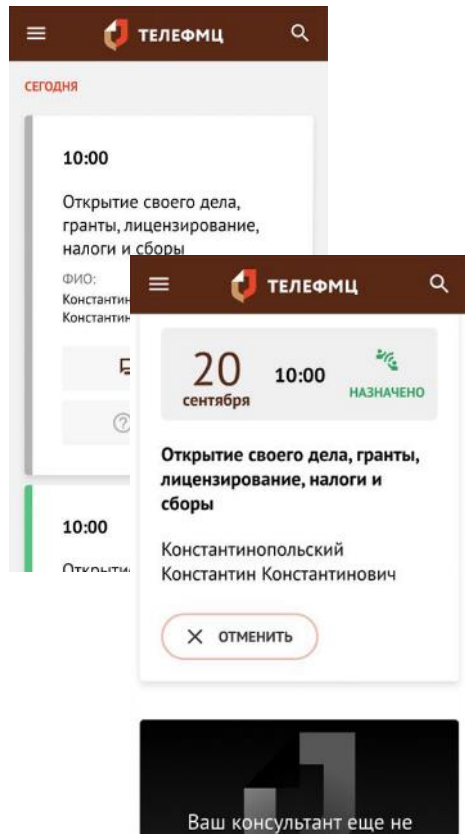 ТЕЛЕФМЦ
СЕГОДНЯ
10:00
Открытие своего дела,
гранты, лицензирование,
налоги и сборы
ФИО:
10:00
ТЕЛЕФМЦ
20
сентября
10:00
НАЗНАЧЕНО
Открытие своего дела, гранты,
лицензирование, налоги и
сборы
Константинопольский
Константин Константинович
ОТМЕНИТЬ
Ваш консультант еще не